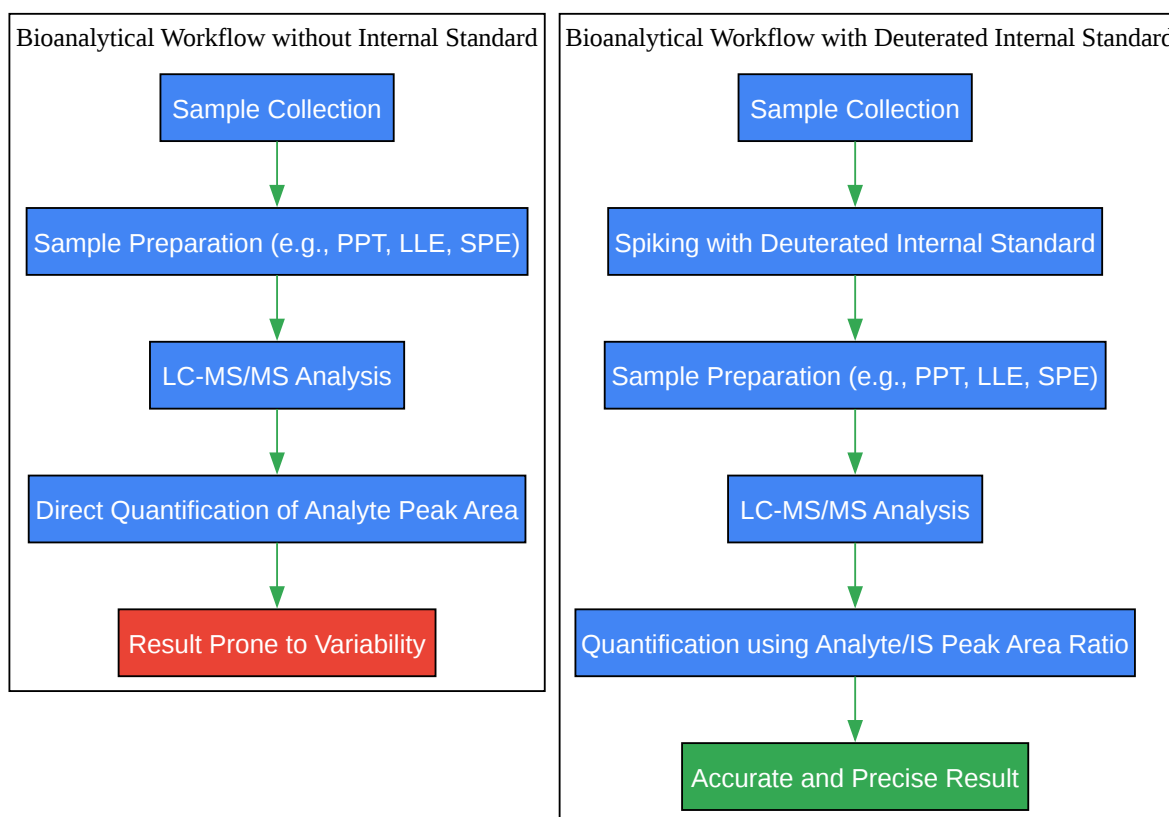 Bioanalytical Workflow without Internal Standard
Sample Collection
Sample Preparation (e.g., PPT, LLE, SPE)
LC-MS/MS Analysis
Direct Quantification of Analyte Peak Area
Result Prone to Variability
Bioanalytical Workflow with Deuterated Internal Standard
Sample Collection
Spiking with Deuterated Internal Standard
Sample Preparation (e.g., PPT, LLE, SPE)
LC-MS/MS Analysis
Quantification using Analyte/IS Peak Area Ratio
Accurate and Precise Result